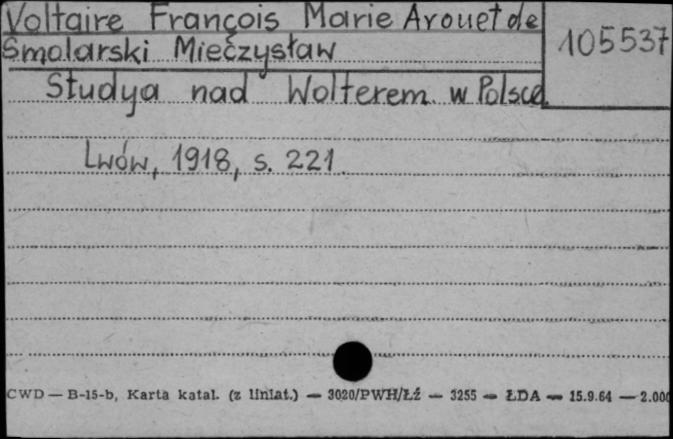 Voltaire François Marie Arouet de
105537
Smolarski Mieczysław
Studya nad Wolterem w Polsce.
Lwów, 1918, s. 221.
CWD — B-15-b, Karta katal. (z liniat.) — 3020/PWH/Łź — 3255 — ŁDA — 15.9.64 — 2.000